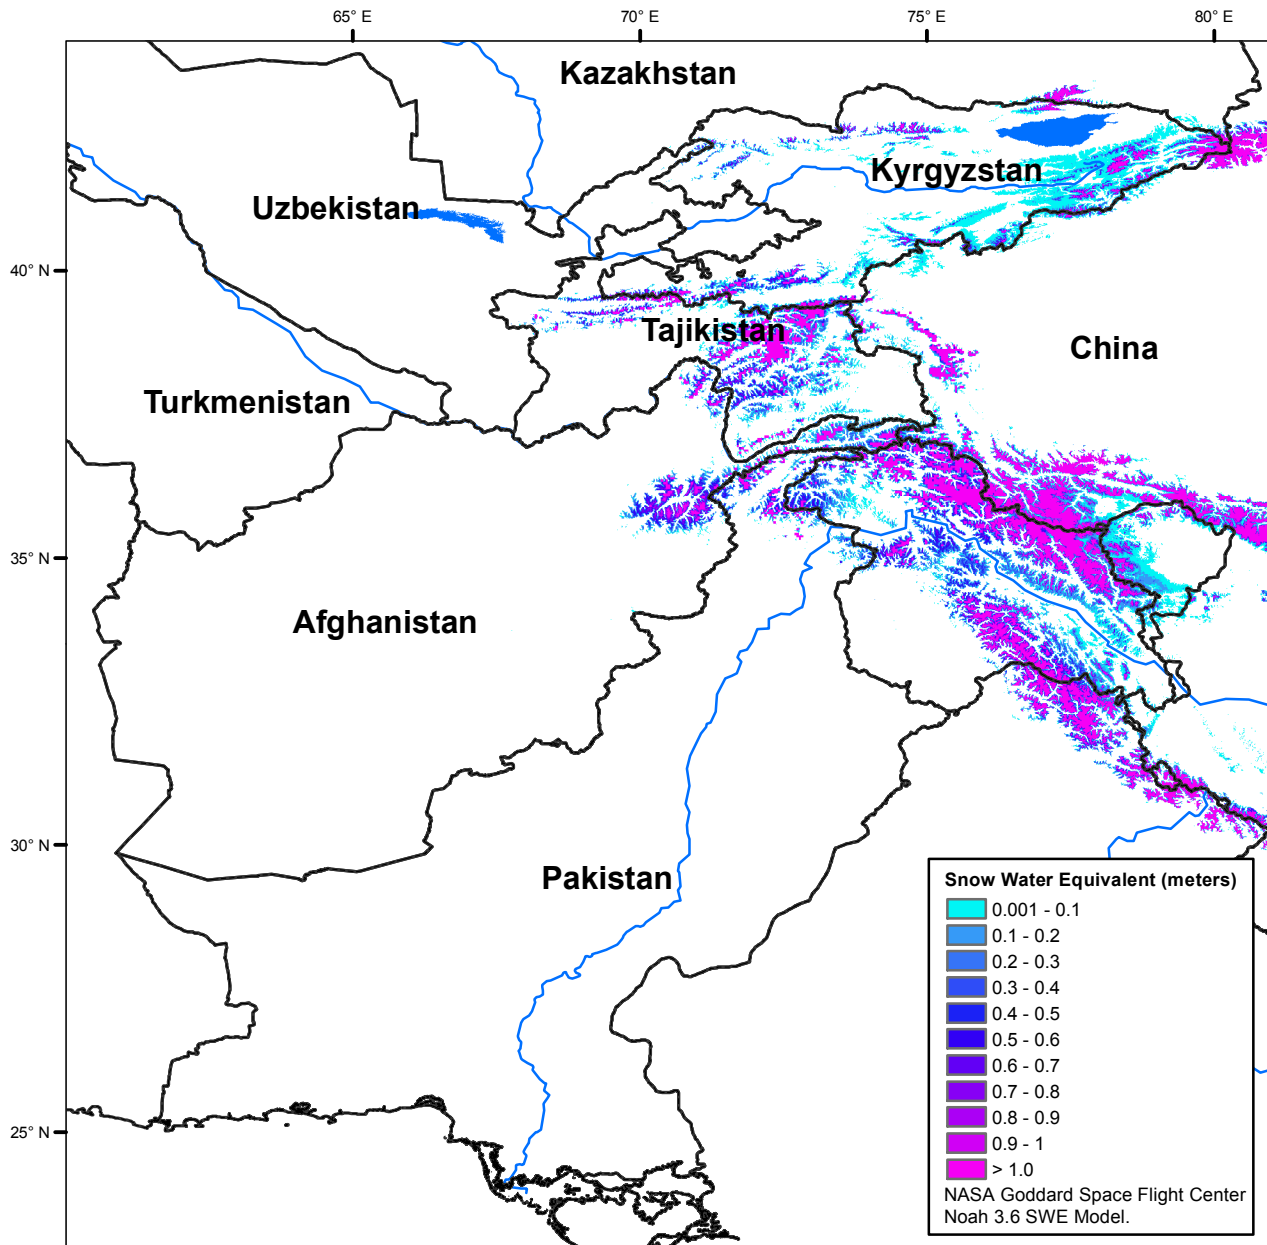 65° E
70° E
75° E
80° E
Kazakhstan
Kyrgyzstan
Uzbekistan
40° N
Tajikistan
China
Turkmenistan
35° N
Afghanistan
30° N
Pakistan
25° N
Snow Water Equivalent (meters)
0.001 - 0.1
0.1 - 0.2
0.2 - 0.3
0.3 - 0.4
0.4 - 0.5
0.5 - 0.6
0.6 - 0.7
0.7 - 0.8
0.8 - 0.9
0.9 - 1
> 1.0
NASA Goddard Space Flight Center
Noah 3.6 SWE Model.